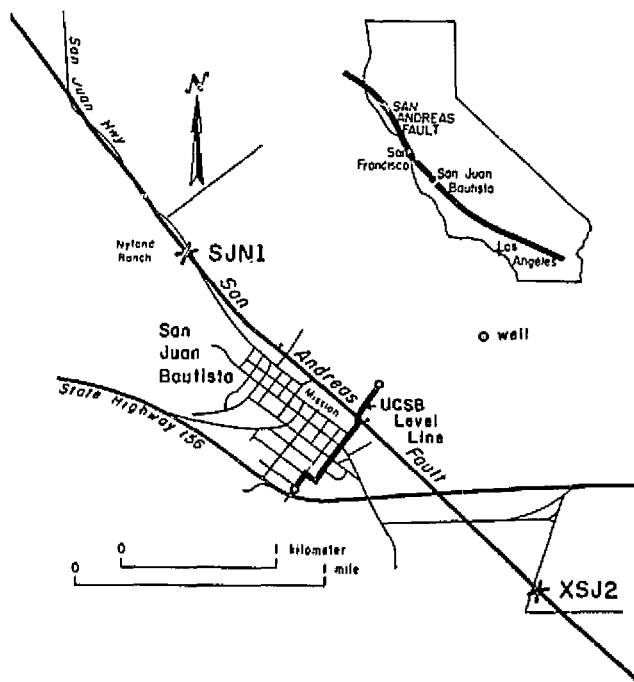 San
Juan
Hwy
N
SAN
ANDREAS
FAULT
San
Francisco
San Juan
Bautista
Los
Angeles
Nyland
Ranch
SJN1
San
Andreas
Fault
well
San
Juan
Bautista
Mission
UCSB
Level
Line
State Highway 156
0 1 kilometer
0 1 mile
XSJ2